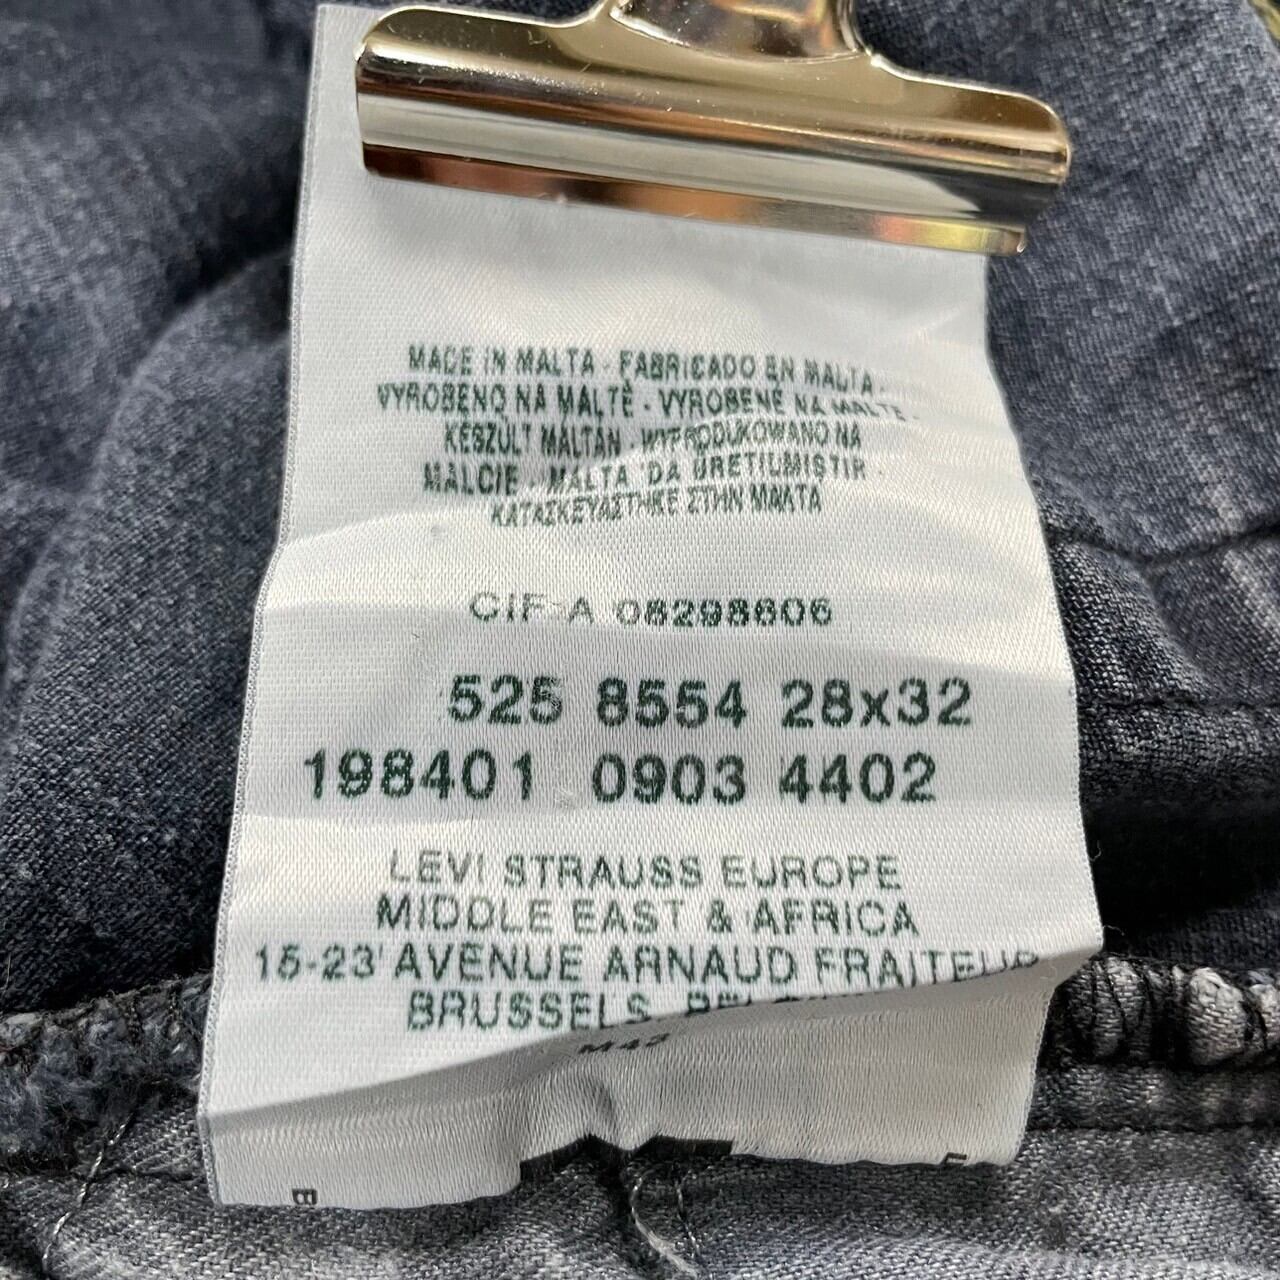 MADE IN MALTA - FABRICADO EN MALTA -
VYROBENO NA MALTĚ - VYROBENÉ NA MALTE -
KÉSZÜLT MÁLTÁN - WYPRODUKOWANO NA
MALCIE - MALTA DA ÜRETILMISTIR -
ΚΑΤΑΣΚΕΥΑΣΤΗΚΕ ΣΤΗΝ ΜΑΛΤΑ
CIF A 08298606
525 8554 28x32
198401 0903 4402
LEVI STRAUSS EUROPE
MIDDLE EAST & AFRICA
15-23 AVENUE ARNAUD FRAITEUR
BRUSSELS,